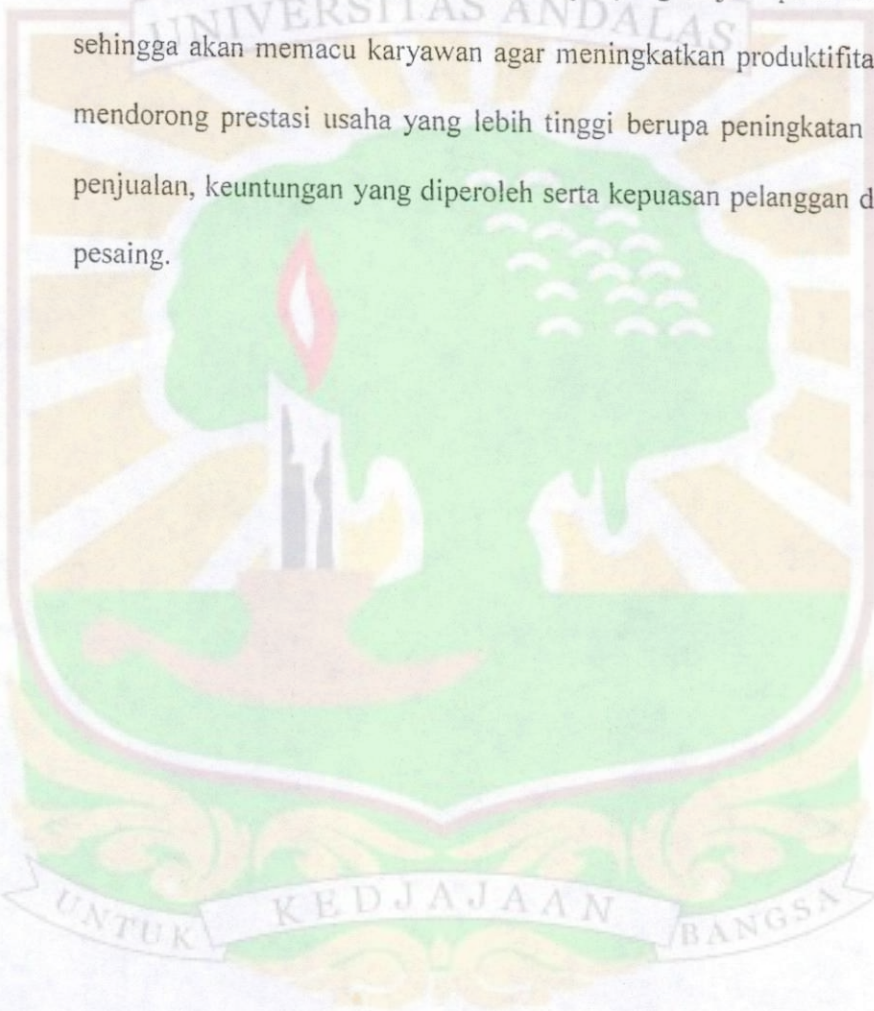 UNIVERSITAS ANDALAS
sehingga akan memacu karyawan agar meningkatkan produktifita
mendorong prestasi usaha yang lebih tinggi berupa peningkatan
penjualan, keuntungan yang diperoleh serta kepuasan pelanggan d
pesaing.
UNTUK KEDJAJAAN BANGSA